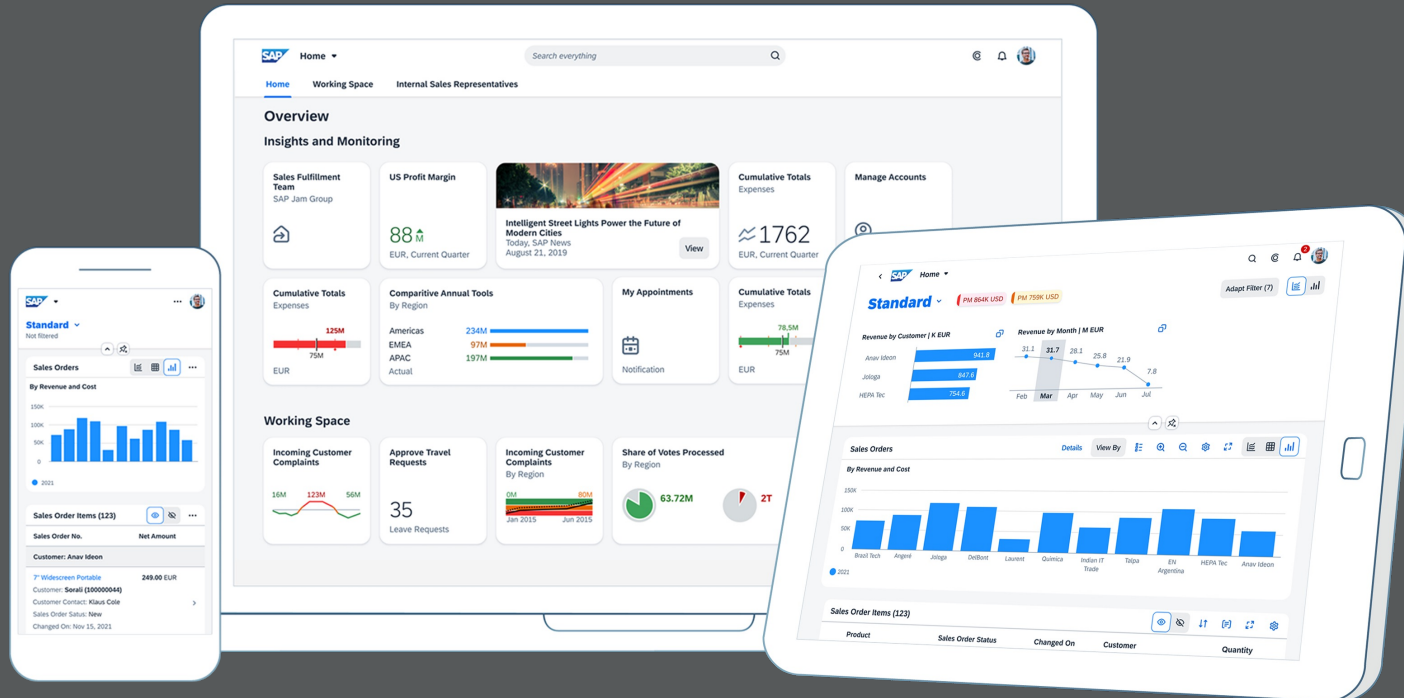 SAP Home
Search everything
Home Working Space Internal Sales Representatives
Overview
Insights and Monitoring
Sales Fulfillment
Team
SAP Jam Group
US Profit Margin
88 M
EUR, Current Quarter
Intelligent Street Lights Power the Future of
Modern Cities
Today, SAP News
August 21, 2019
View
Cumulative Totals
Expenses
1762
EUR, Current Quarter
Manage Accounts
Cumulative Totals
Expenses
125M
75M
EUR
Comparitive Annual Tools
By Region
Americas 234M
EMEA 97M
APAC 197M
Actual
My Appointments
Notification
Cumulative Totals
Expenses
78,5M
75M
EUR
Working Space
Incoming Customer
Complaints
16M 123M 56M
Approve Travel
Requests
35
Leave Requests
Incoming Customer
Complaints
By Region
0M 80M
Jan 2015 Jun 2015
Share of Votes Processed
By Region
63.72M
2T
SAP
Standard
Not filtered
Sales Orders
By Revenue and Cost
150K
100K
50K
0
2021
Sales Order Items (123)
Sales Order No. Net Amount
Customer: Anav Ideon
7" Widescreen Portable 249.00 EUR
Customer: Sorali (100000044)
Customer Contact: Klaus Cole
Sales Order Satus: New
Changed On: Nov 15, 2021
SAP Home
2
Standard PM 864K USD PM 759K USD
Adapt Filter (7)
Revenue by Customer | K EUR
Anav Ideon 941.8
Jologa 847.6
HEPA Tec 754.6
Revenue by Month | M EUR
31.1 31.7 28.1 25.8 21.9 7.8
Feb Mar Apr May Jun Jul
Sales Orders
Details View By
By Revenue and Cost
150K
100K
50K
0
Brazil Tech Angeré Jologa DelBont Laurent Quimica Indian IT Trade Talpa EN Argentina HEPA Tec Anav Ideon
2021
Sales Order Items (123)
Product Sales Order Status Changed On Customer Quantity